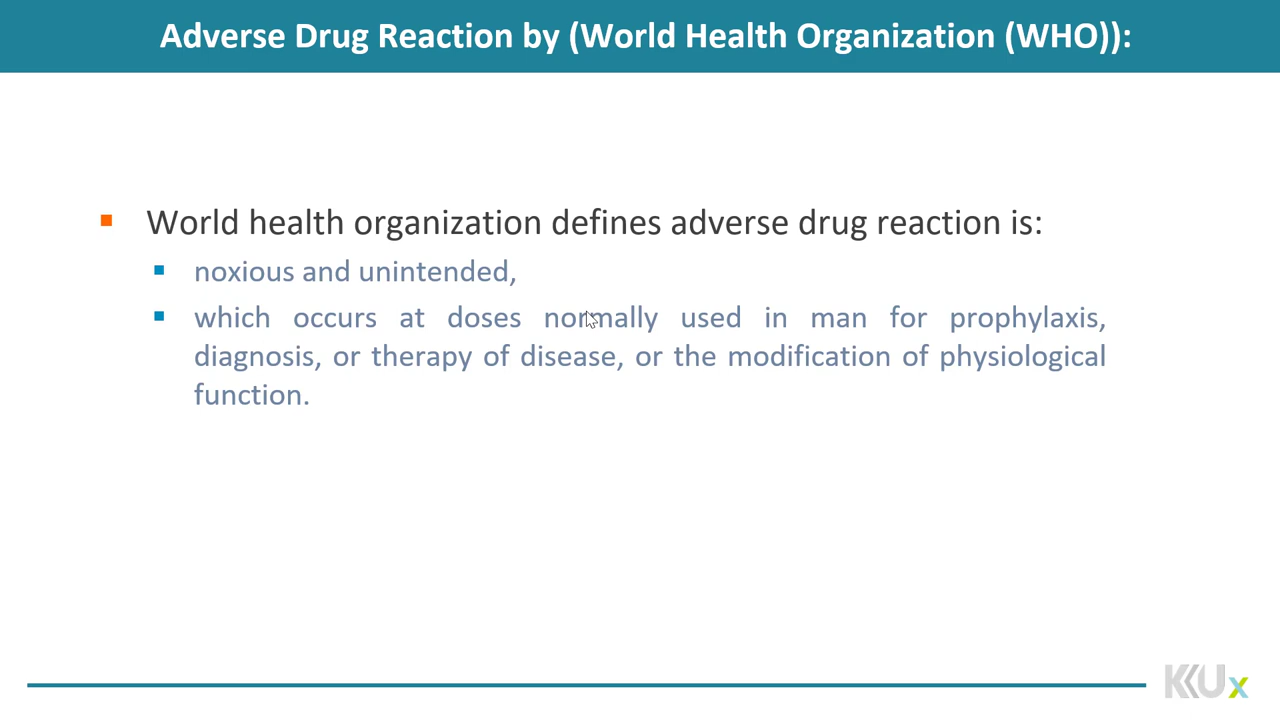 Adverse Drug Reaction by (World Health Organization (WHO)):
World health organization defines adverse drug reaction is:
noxious and unintended,
which occurs at doses normally used in man for prophylaxis,
diagnosis, or therapy of disease, or the modification of physiological
function.
KKUx